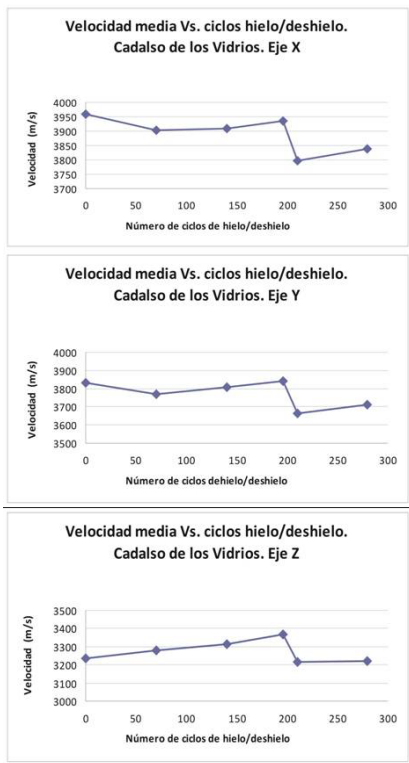 Velocidad media Vs. ciclos hielo/deshielo.
Cadalso de los Vidrios. Eje X
Velocidad (m/s)
4000
3950
3900
3850
3800
3750
3700
0 50 100 150 200 250 300
Número de ciclos de hielo/deshielo
Velocidad media Vs. ciclos hielo/deshielo.
Cadalso de los Vidrios. Eje Y
Velocidad (m/s)
4000
3900
3800
3700
3600
3500
0 50 100 150 200 250 300
Número de ciclos dehielo/deshielo
Velocidad media Vs. ciclos hielo/deshielo.
Cadalso de los Vidrios. Eje Z
Velocidad (m/s)
3500
3400
3300
3200
3100
3000
0 50 100 150 200 250 300
Número de ciclos de hielo/deshielo